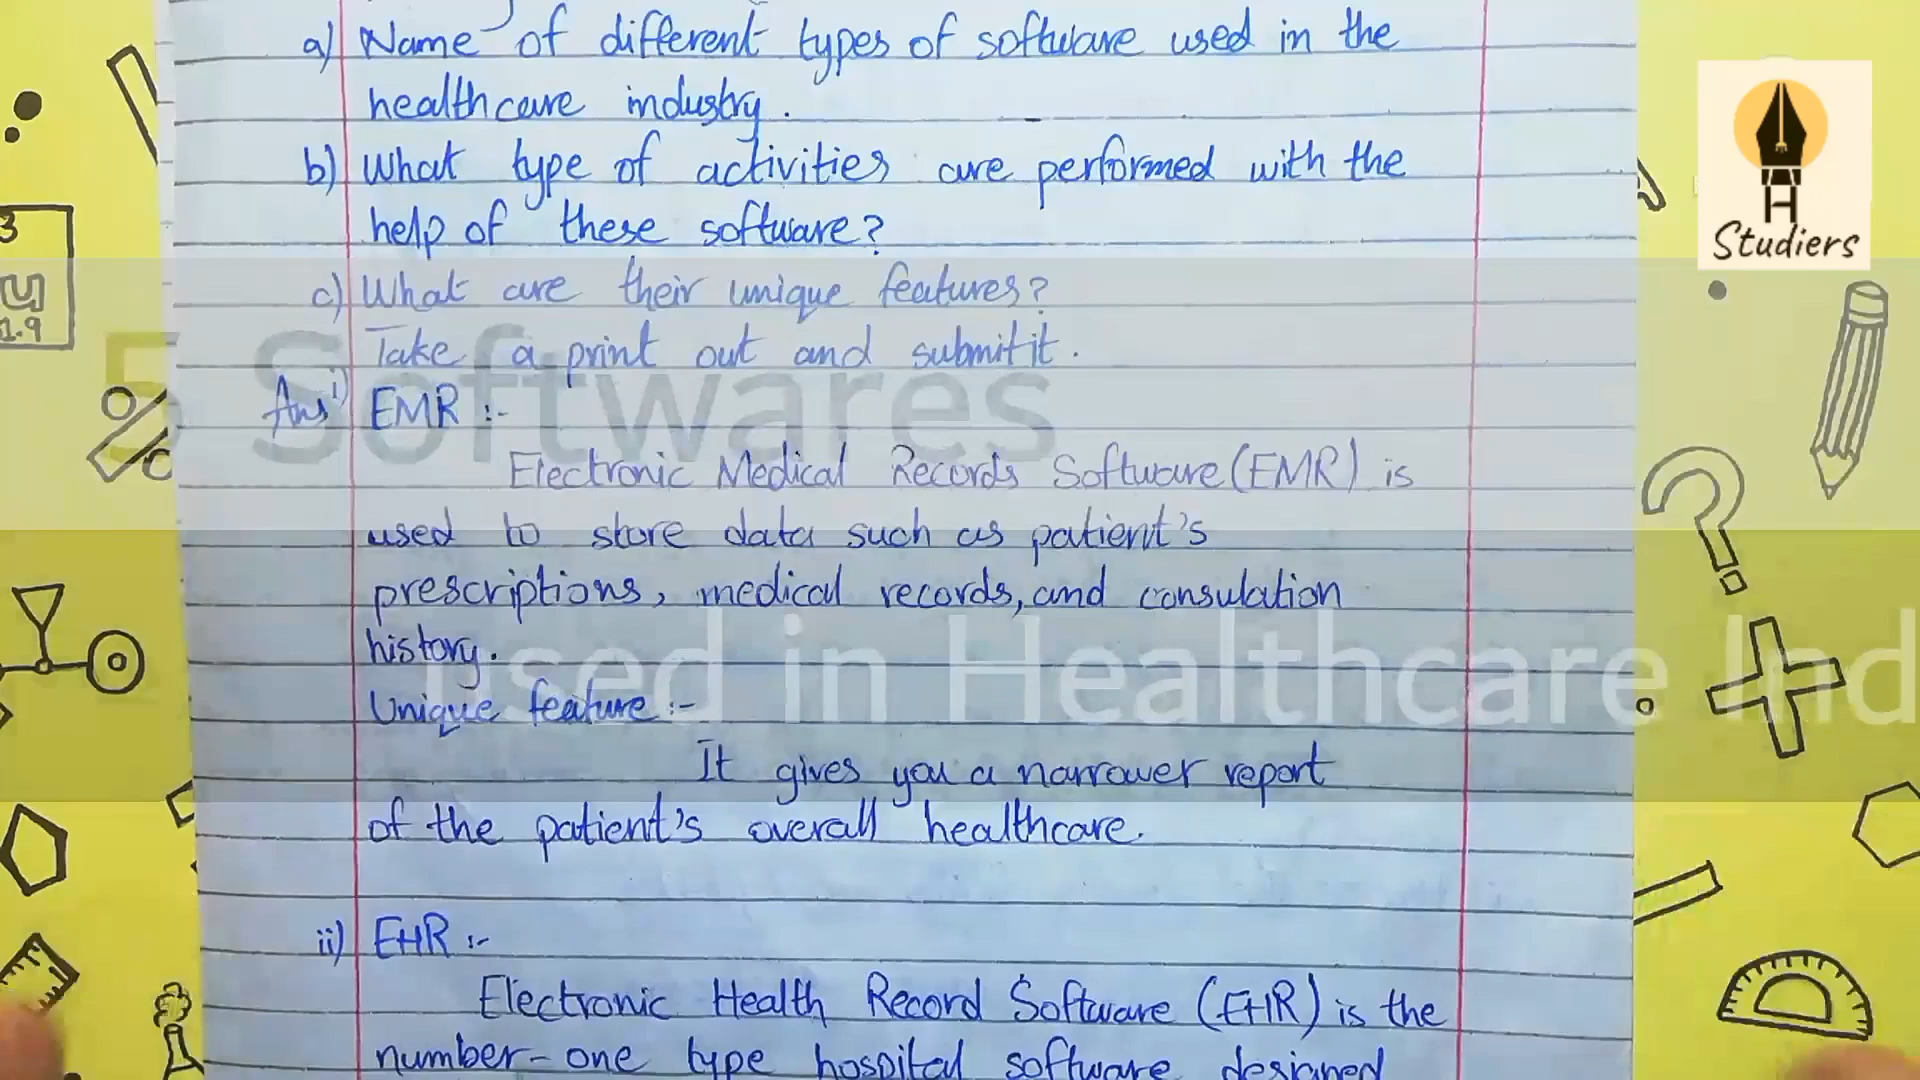 a) Name of different types of software used in the
healthcare industry.
b) What type of activities are performed with the
help of these software?
c) What are their unique features?
Take a print out and submit it.
Ans i) EMR :-
Electronic Medical Records Software (EMR) is
used to store data such as patient's
prescriptions, medical records, and consulation
history.
Unique feature :-
It gives you a narrower report
of the patient's overall healthcare.
ii) EHR :-
Electronic Health Record Software (EHR) is the
number-one type hospital software designed
5 Softwares
used in Healthcare Ind
Studiers
3
U
1.9